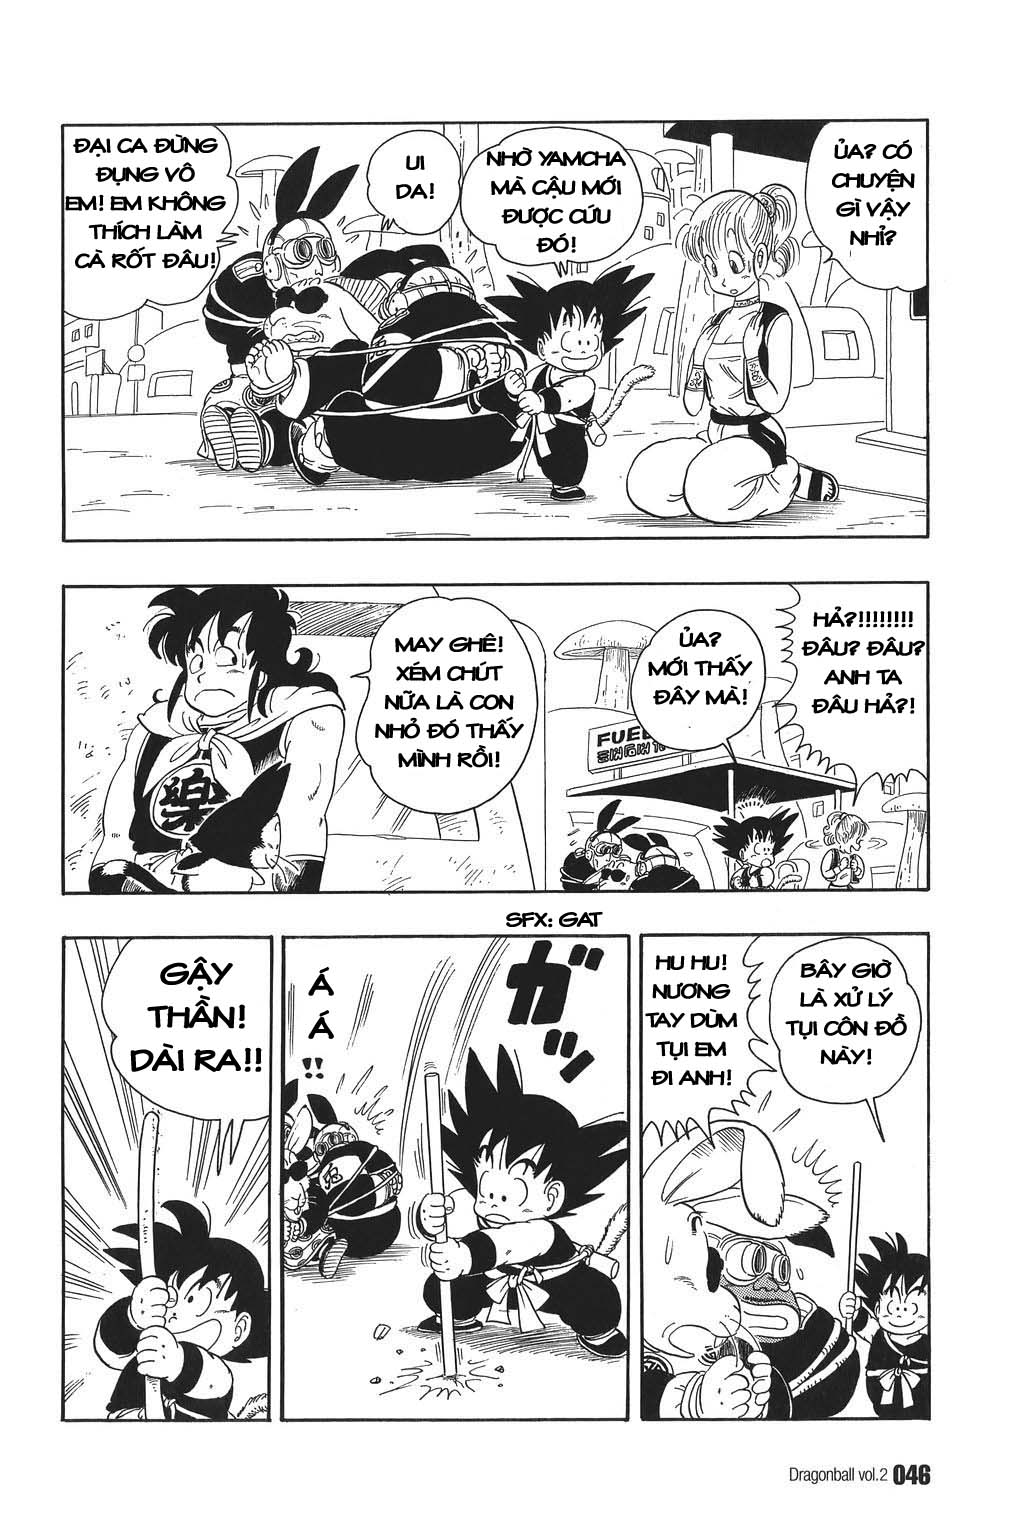 ỦA? CÓ
CHUYỆN
GÌ VẬY
NHỈ?
NHỜ YAMCHA
MÀ CẬU MỚI
ĐƯỢC CỨU
ĐÓ!
UI
DA!
ĐẠI CA ĐỪNG
ĐỤNG VÔ
EM! EM KHÔNG
THÍCH LÀM
CÀ RỐT ĐÂU!
HẢ?!!!!!!!!
ĐÂU? ĐÂU?
ANH TA
ĐÂU HẢ?!
ỦA?
MỚI THẤY
ĐÂY MÀ!
FUEL
MAY GHÊ!
XÉM CHÚT
NỮA LÀ CON
NHỎ ĐÓ THẤY
MÌNH RỒI!
樂
SFX: GAT
BÂY GIỜ
LÀ XỬ LÝ
TỤI CÔN ĐỒ
NÀY!
HU HU!
NƯƠNG
TAY DÙM
TỤI EM
ĐI ANH!
ガッ
Á
Á
!!
GẬY
THẦN!
DÀI RA!!
Dragonball vol.2 046